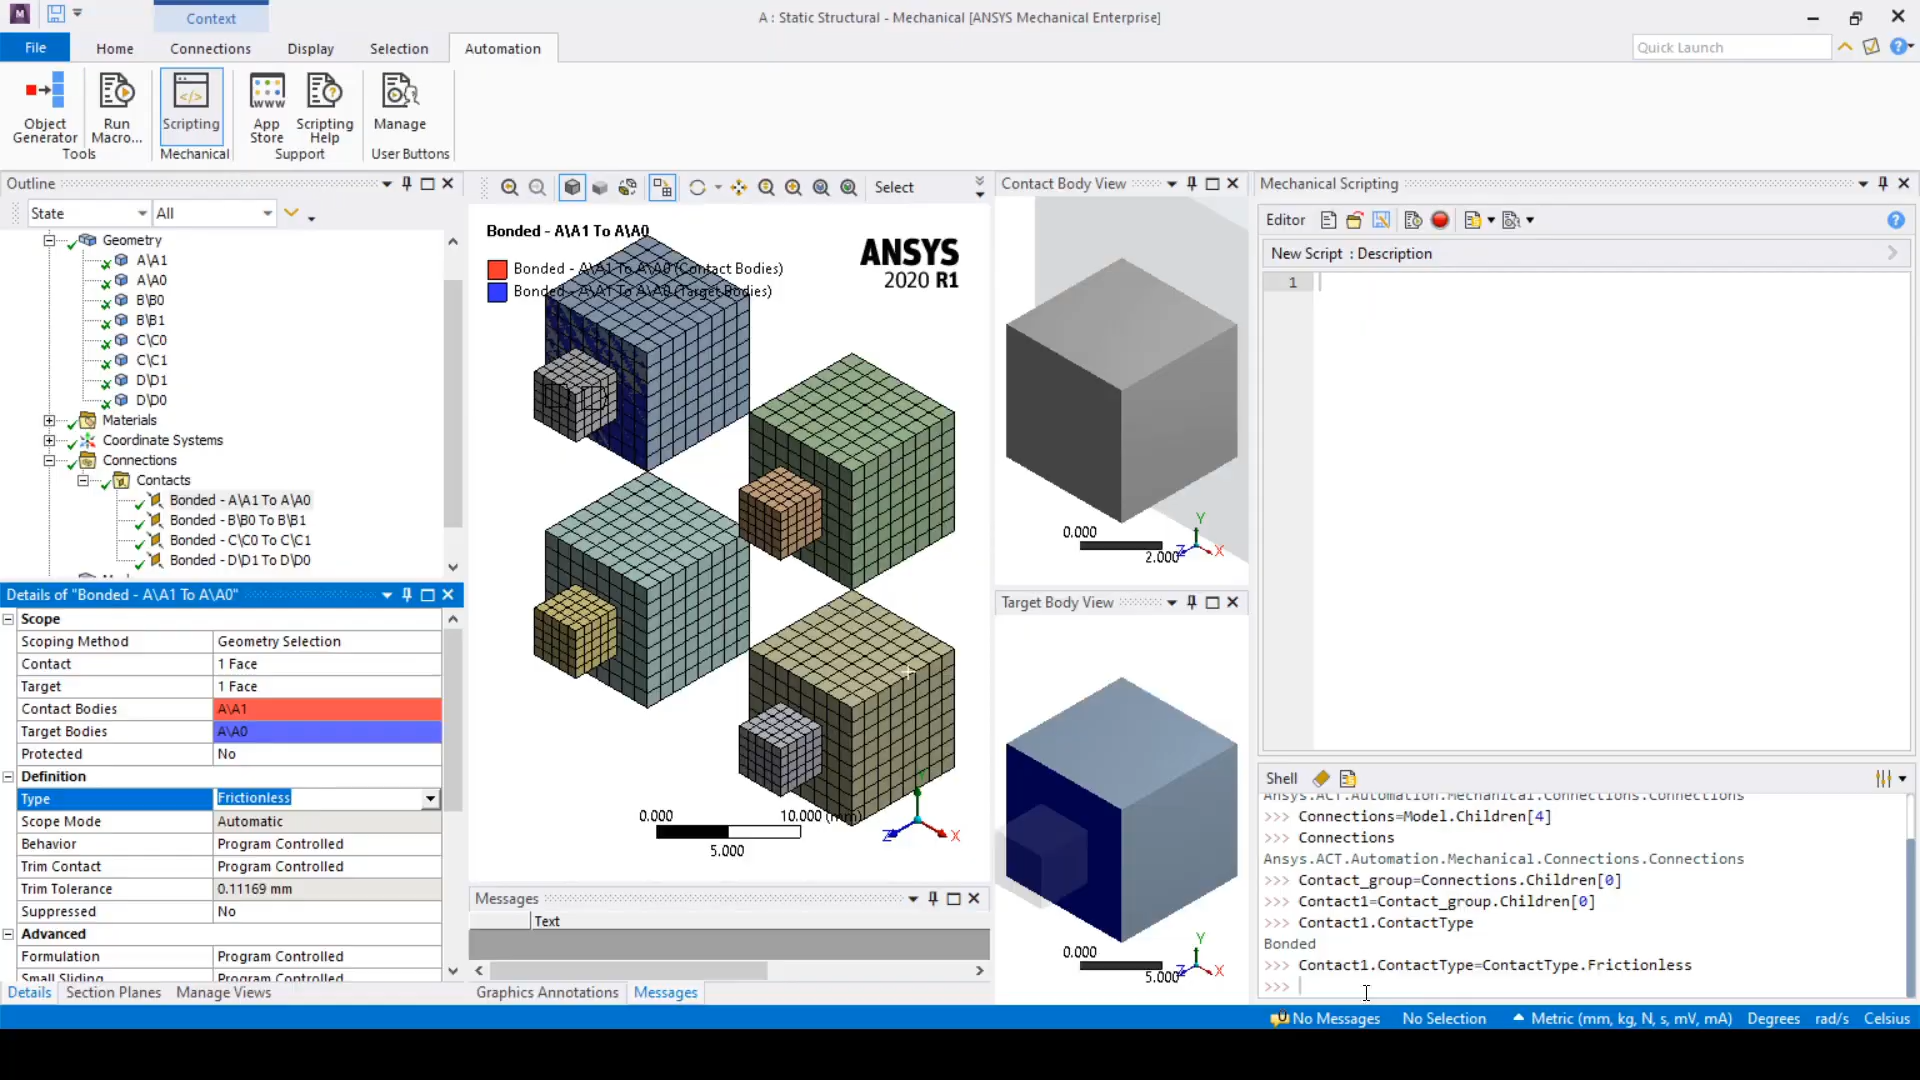 Context
A : Static Structural - Mechanical [ANSYS Mechanical Enterprise]
File
Home
Connections
Display
Selection
Automation
Quick Launch
Object Generator
Run Macro...
Scripting
App Store
Scripting Help
Manage
Tools
Mechanical
Support
User Buttons
Outline
State
All
Geometry
A\A1
A\A0
B\B0
B\B1
C\C0
C\C1
D\D1
D\D0
Materials
Coordinate Systems
Connections
Contacts
Bonded - A\A1 To A\A0
Bonded - B\B0 To B\B1
Bonded - C\C0 To C\C1
Bonded - D\D1 To D\D0
Details of "Bonded - A\A1 To A\A0"
Scope
Scoping Method Geometry Selection
Contact 1 Face
Target 1 Face
Contact Bodies A\A1
Target Bodies A\A0
Protected No
Definition
Type Frictionless
Scope Mode Automatic
Behavior Program Controlled
Trim Contact Program Controlled
Trim Tolerance 0.11169 mm
Suppressed No
Advanced
Formulation Program Controlled
Small Sliding Program Controlled
Details
Section Planes
Manage Views
Select
Bonded - A\A1 To A\A0
Bonded - A\A1 To A\A0 (Contact Bodies)
Bonded - A\A1 To A\A0 (Target Bodies)
ANSYS
2020 R1
0.000
10.000 (mm)
5.000
Y
Z
X
Messages
Text
Graphics Annotations
Messages
Contact Body View
0.000
2.000
Y
Z
X
Target Body View
0.000
5.000
Y
Z
X
Mechanical Scripting
Editor
New Script : Description
1
Shell
Ansys.ACT.Automation.Mechanical.Connections.Connections
>>> Connections=Model.Children[4]
>>> Connections
Ansys.ACT.Automation.Mechanical.Connections.Connections
>>> Contact_group=Connections.Children[0]
>>> Contact1=Contact_group.Children[0]
>>> Contact1.ContactType
Bonded
>>> Contact1.ContactType=ContactType.Frictionless
>>>
No Messages
No Selection
Metric (mm, kg, N, s, mV, mA)
Degrees
rad/s
Celsius